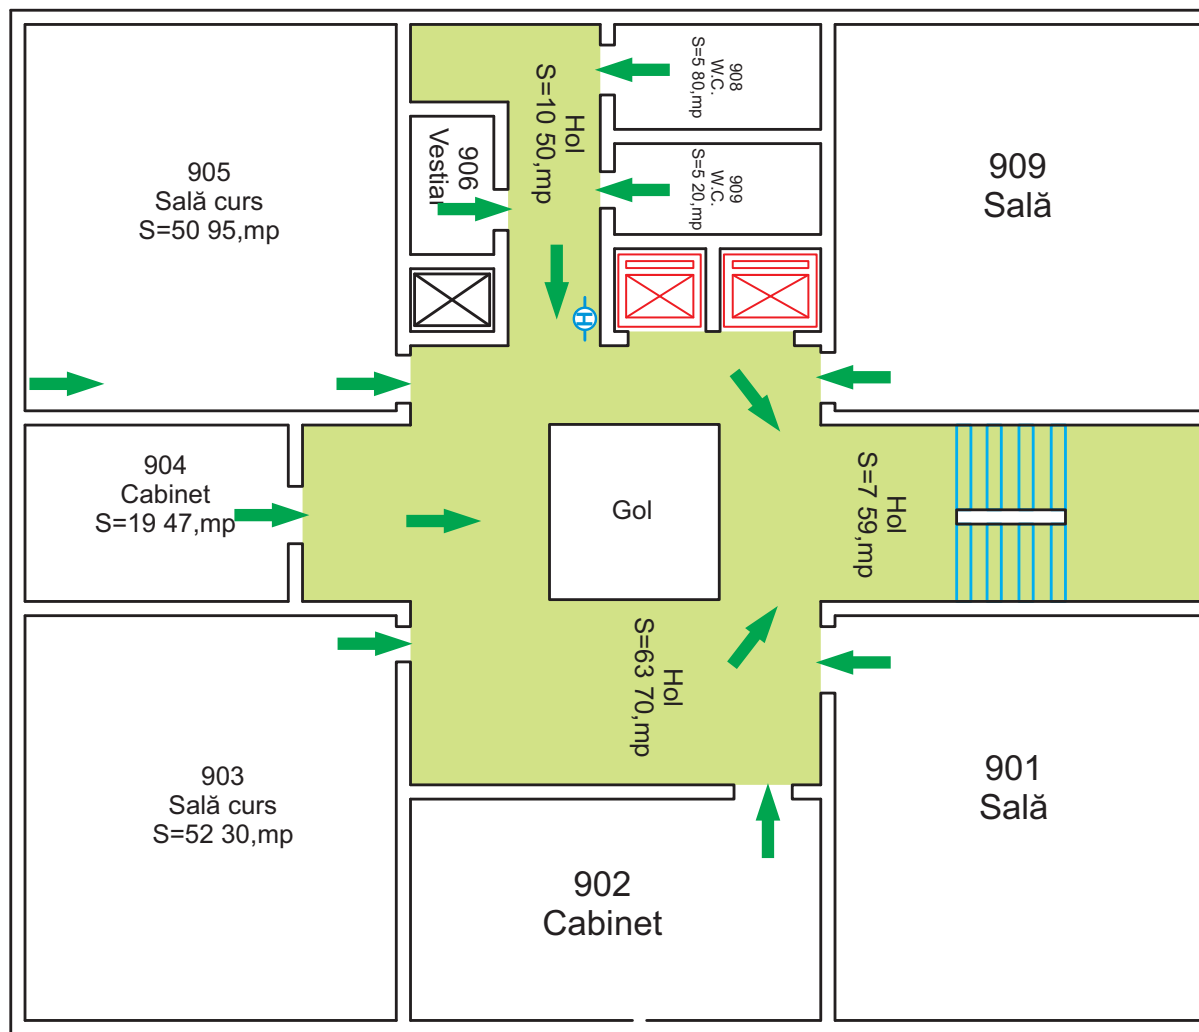 905
Sală curs
S=50 95,mp
906
Vestiar
Hol
S=10 50,mp
908
W.C.
S=5 80,mp
909
W.C.
S=5 20,mp
909
Sală
H
904
Cabinet
S=19 47,mp
Gol
Hol
S=7 59,mp
Hol
S=63 70,mp
903
Sală curs
S=52 30,mp
902
Cabinet
901
Sală